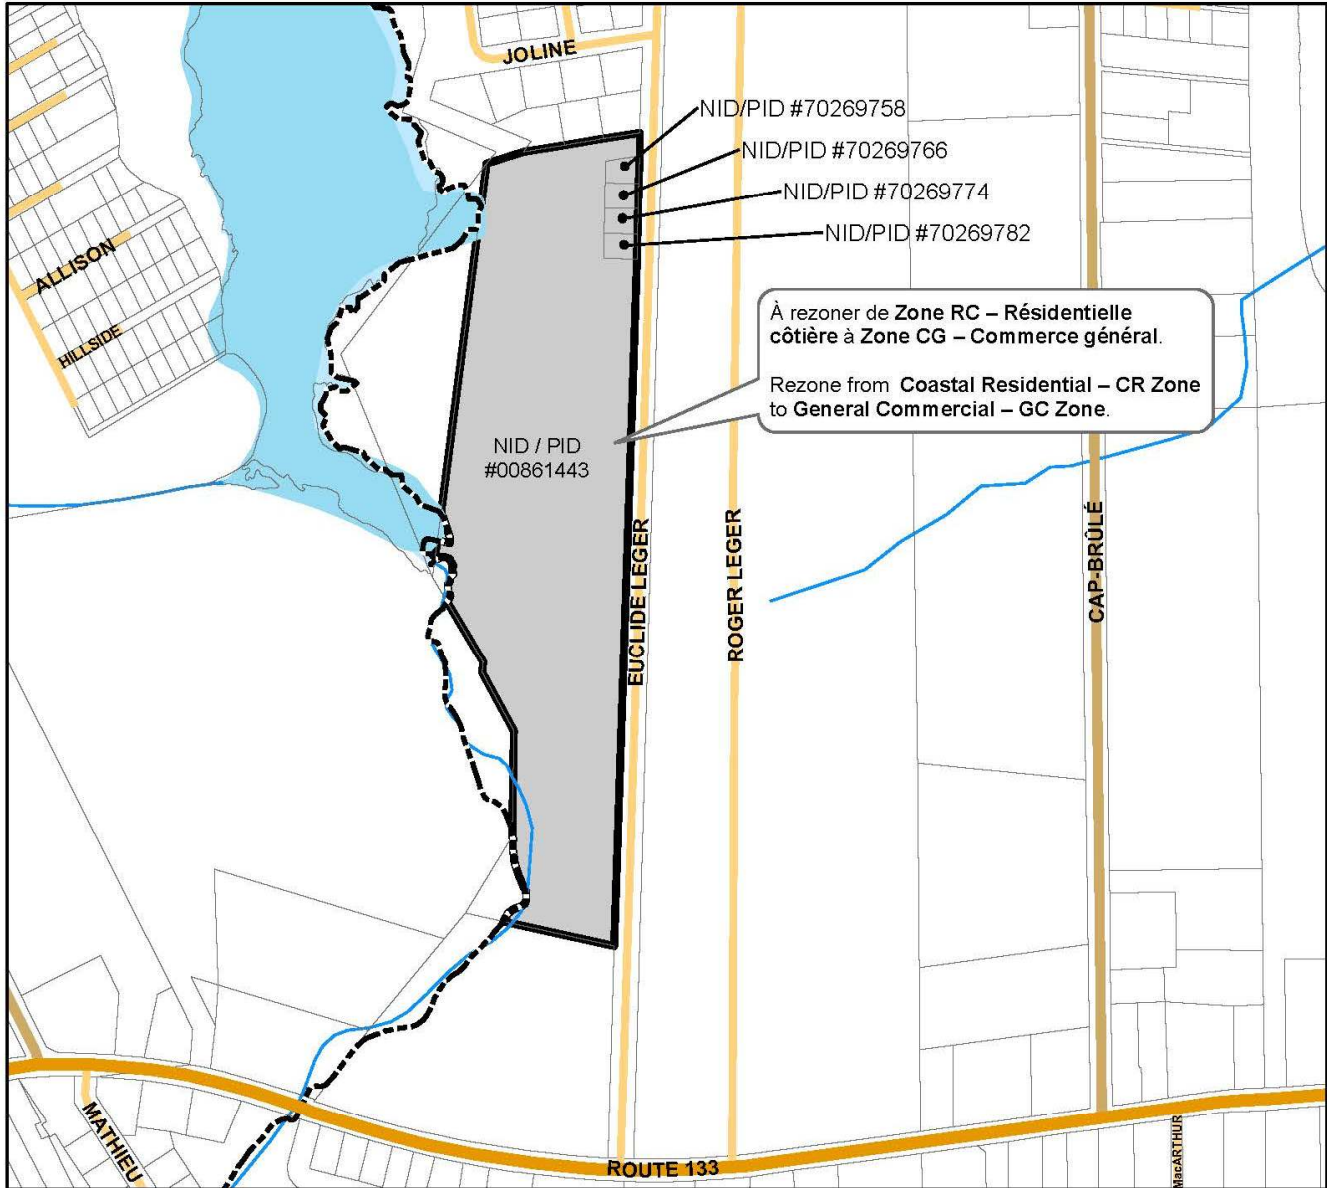 JOLINE
NID/PID #70269758
NID/PID #70269766
NID/PID #70269774
NID/PID #70269782
ALLISON
HILLSIDE
À rezoner de Zone RC – Résidentielle
côtière à Zone CG – Commerce général.
Rezone from Coastal Residential – CR Zone
to General Commercial – GC Zone.
NID / PID
#00861443
EUCLIDE LEGER
ROGER LEGER
CAP-BRÛLÉ
MATHIEU
ROUTE 133
MacARTHUR